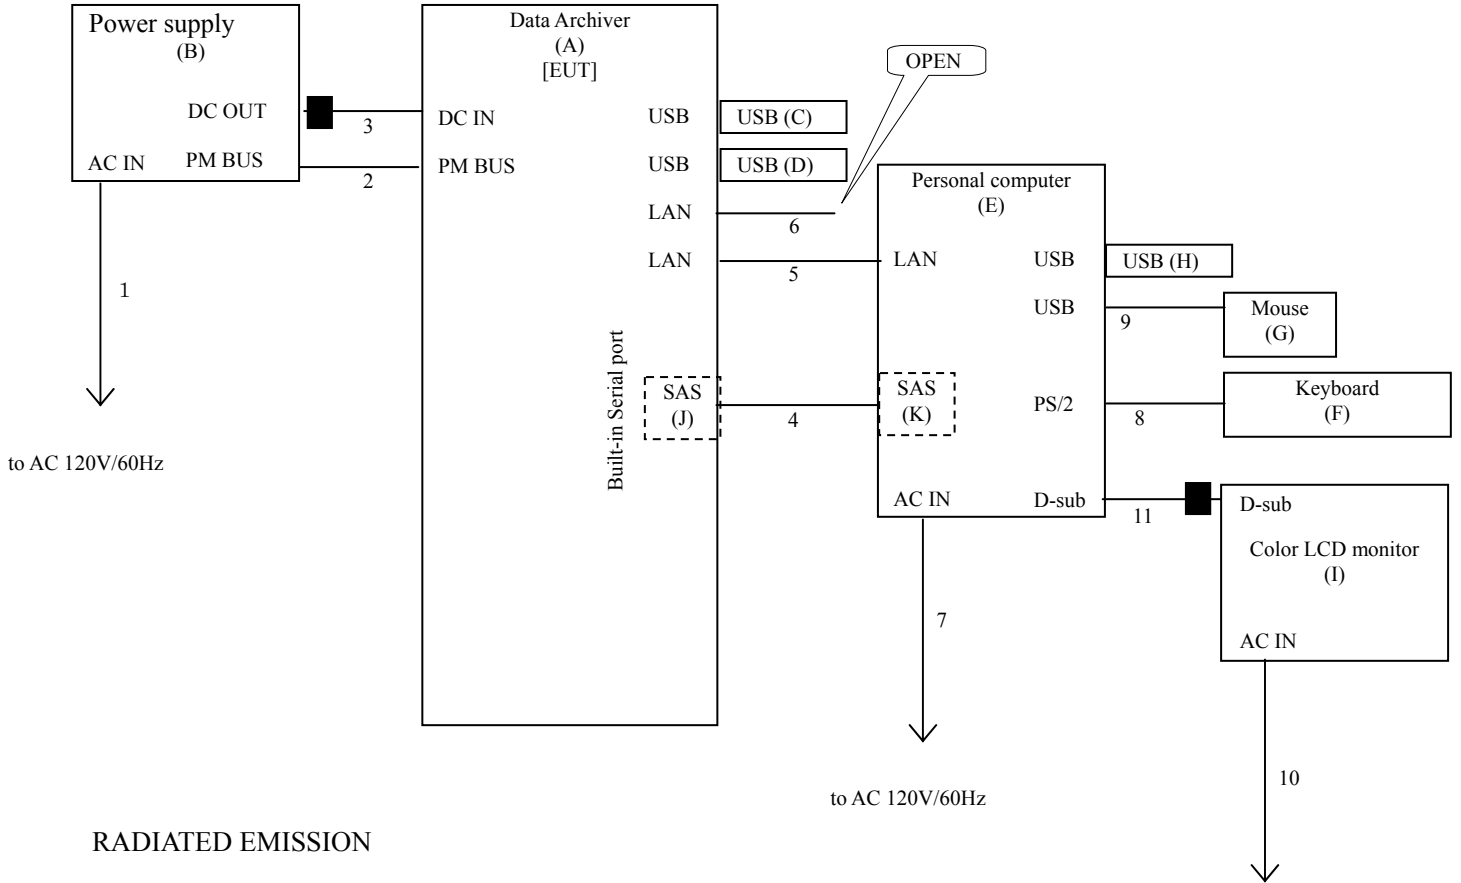 Power supply
(B)
DC OUT
AC IN
PM BUS
3
2
1
to AC 120V/60Hz
Data Archiver
(A)
[EUT]
DC IN
PM BUS
USB
USB (C)
USB
USB (D)
LAN
6
LAN
5
OPEN
Built-in Serial port
SAS
(J)
4
Personal computer
(E)
LAN
USB
USB (H)
USB
9
Mouse
(G)
SAS
(K)
PS/2
8
Keyboard
(F)
AC IN
D-sub
11
D-sub
Color LCD monitor
(I)
AC IN
7
to AC 120V/60Hz
10
RADIATED EMISSION